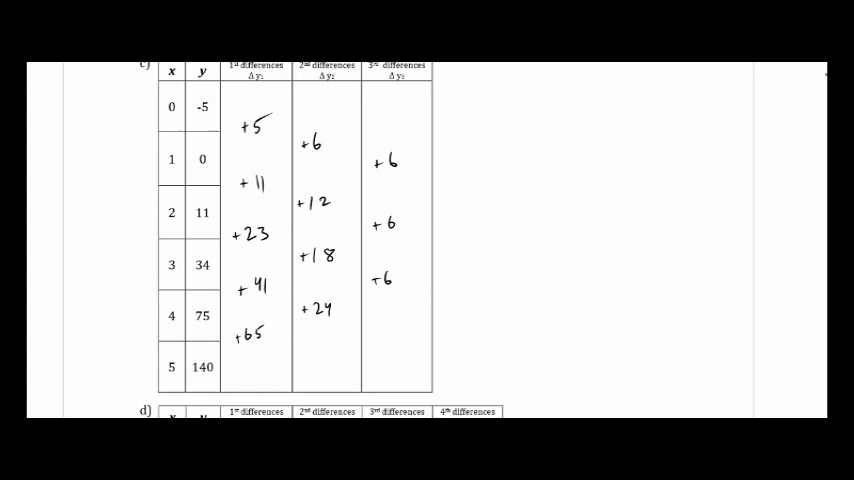 c)
x y 1st differences 2nd differences 3rd differences
Δ y₁ Δ y₂ Δ y₃
0 -5
+5
+6
1 0 +6
+11
+12
2 11 +6
+23
+18
3 34 +6
+41
+24
4 75
+65
5 140
d) x y 1st differences 2nd differences 3rd differences 4th differences